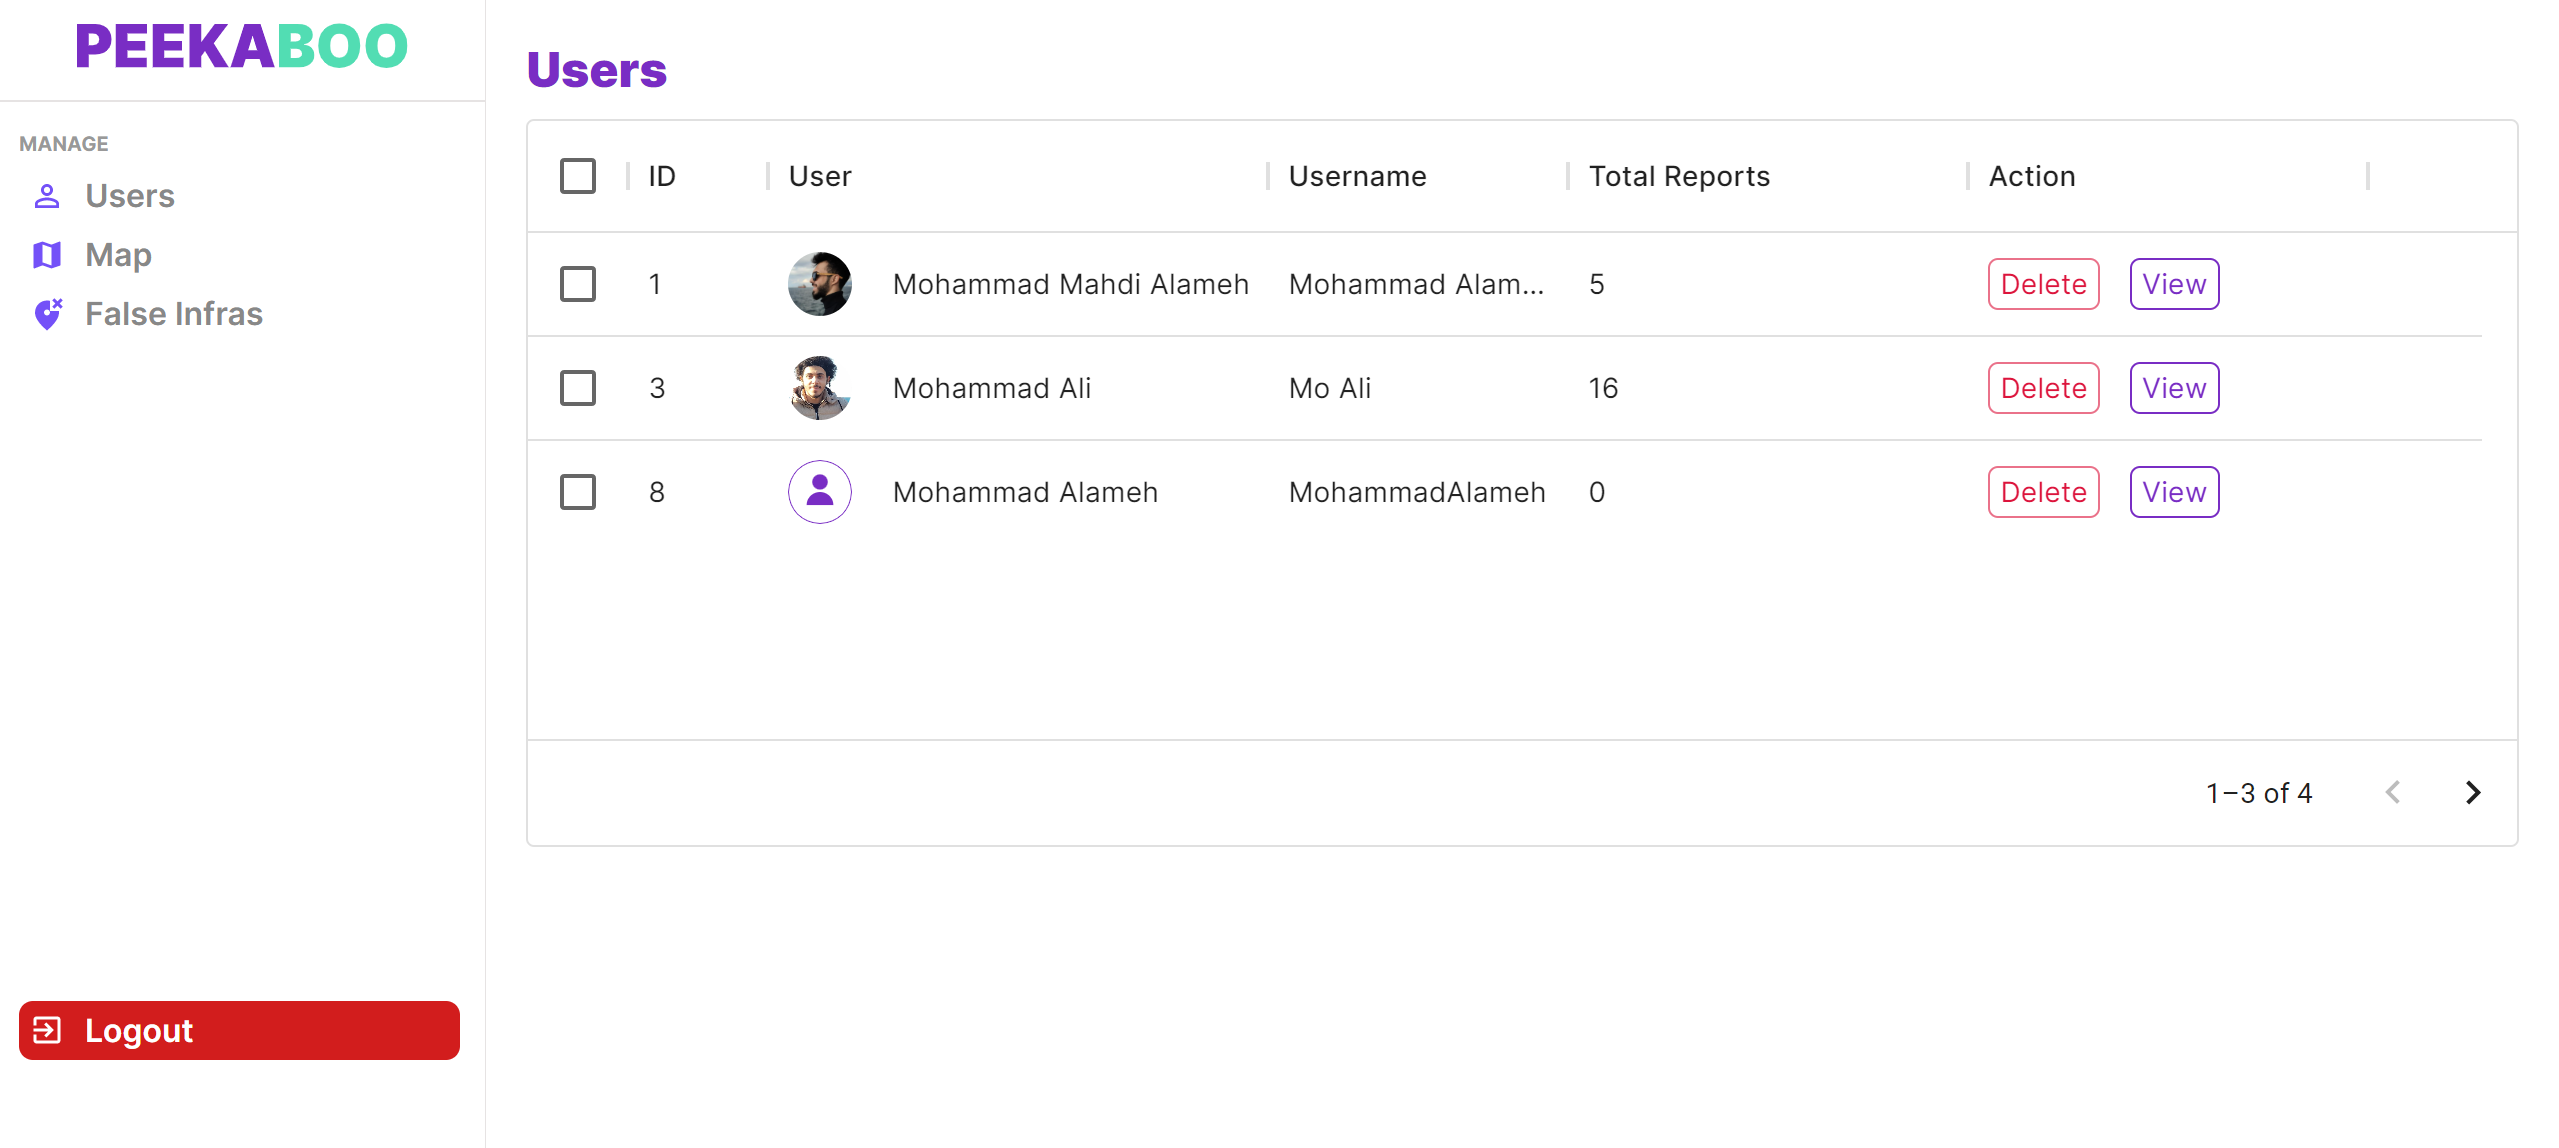 PEEKABOO
MANAGE
Users
Map
False Infras
Logout
Users
ID User Username Total Reports Action
1 Mohammad Mahdi Alameh Mohammad Alam... 5 Delete View
3 Mohammad Ali Mo Ali 16 Delete View
8 Mohammad Alameh MohammadAlameh 0 Delete View
1–3 of 4